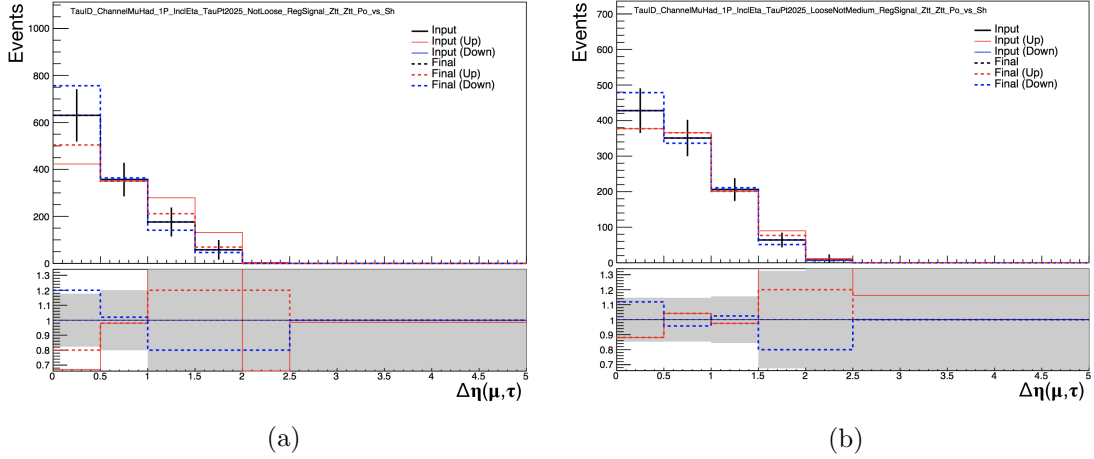 TauID_ChannelMuHad_1P_InclEta_TauPt2025_NotLoose_RegSignal_Ztt_Ztt_Po_vs_Sh
Events
1000
800
600
400
200
0
Input
Input (Up)
Input (Down)
Final
Final (Up)
Final (Down)
1.3
1.2
1.1
1
0.9
0.8
0.7
0 0.5 1 1.5 2 2.5 3 3.5 4 4.5 5
Δη(μ,τ)
(a)
TauID_ChannelMuHad_1P_InclEta_TauPt2025_LooseNotMedium_RegSignal_Ztt_Ztt_Po_vs_Sh
Events
700
600
500
400
300
200
100
0
Input
Input (Up)
Input (Down)
Final
Final (Up)
Final (Down)
1.3
1.2
1.1
1
0.9
0.8
0.7
0 0.5 1 1.5 2 2.5 3 3.5 4 4.5 5
Δη(μ,τ)
(b)